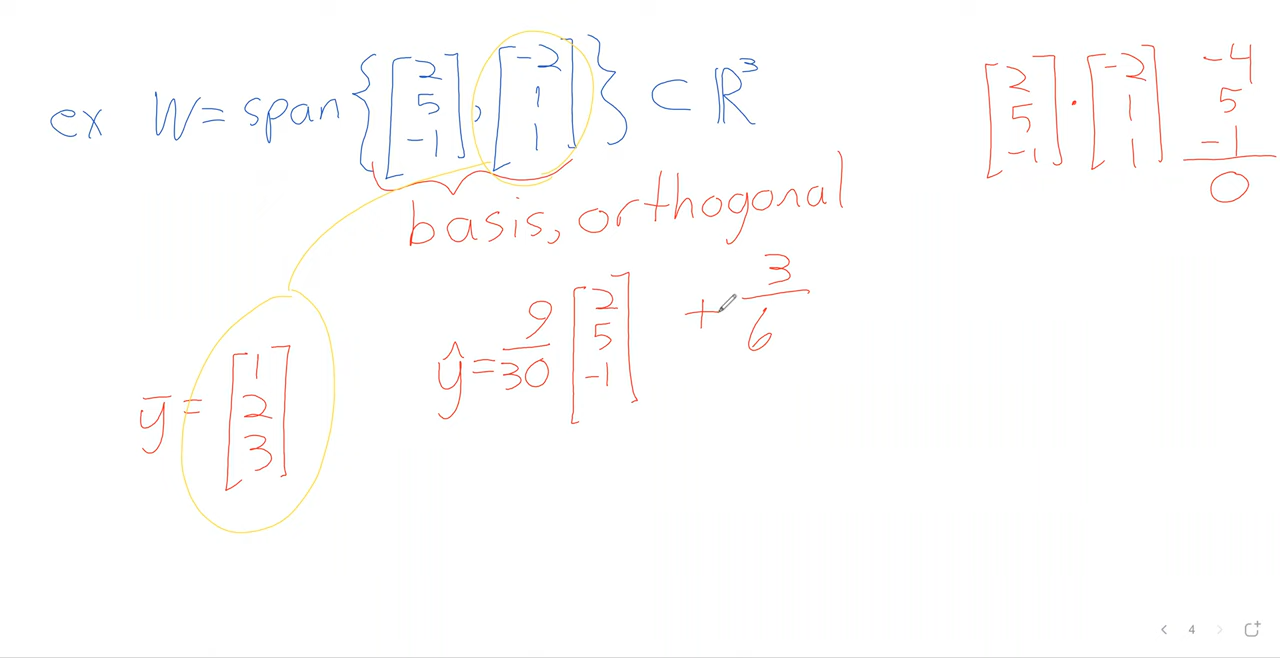 ex W = span { [2 5 -1], [-2 1 1] } ⊂ ℝ³
[2 5 -1] · [-2 1 1]
-4
5
-1
0
basis, orthogonal
ŷ = 9/30 [2 5 -1] + 3/6
y̅ = [1 2 3]
< 4 >